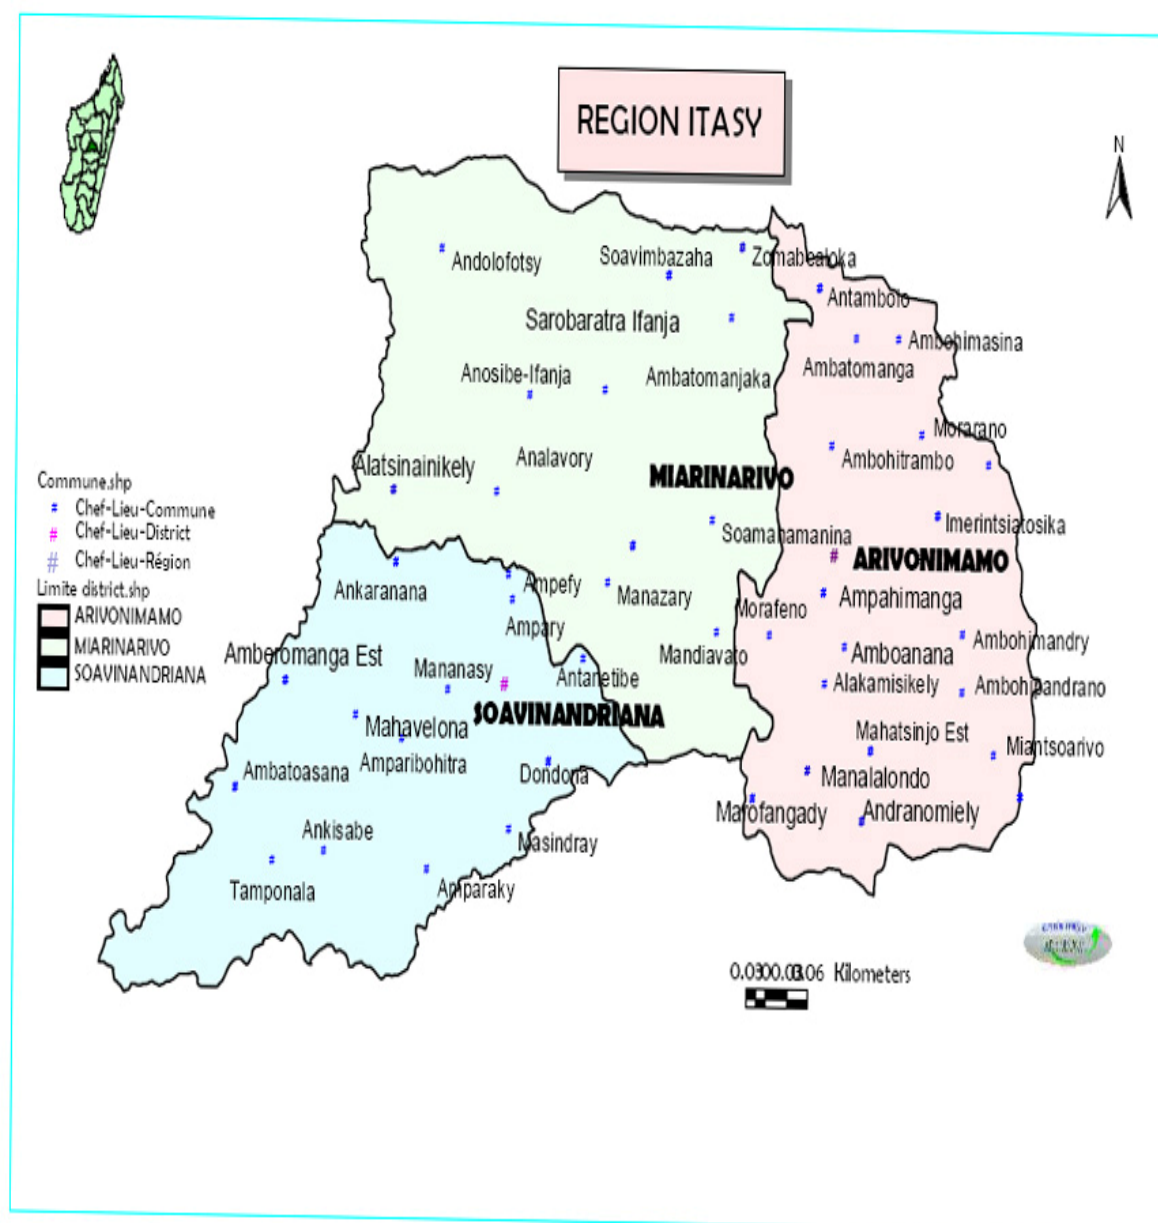 REGION ITASY
N
Andolofotsy
Soavimbazaha
Zomabealoka
Antambolo
Sarobaratra Ifanja
Ambohimasina
Ambatomanga
Anosibe-Ifanja
Ambatomanjaka
Morarano
Ambohitrambo
Alatsinainikely
Analavory
MIARINARIVO
Imerintsiatosika
Soamahamanina
ARIVONIMAMO
Commune.shp
# Chef-Lieu-Commune
# Chef-Lieu-District
# Chef-Lieu-Région
Limite district.shp
ARIVONIMAMO
MIARINARIVO
SOAVINANDRIANA
Ankaranana
Ampefy
Manazary
Morafeno
Ampahimanga
Ampary
Ambohimandry
Amberomanga Est
Mananasy
Antanetibe
Mandiavato
Amboanana
Alakamisikely
Ambohipandrano
SOAVINANDRIANA
Mahavelona
Mahatsinjo Est
Miantsoarivo
Amparibohitra
Ambatoasana
Dondona
Manalalondo
Marofangady
Andranomiely
Ankisabe
Masindray
Tamponala
Amparaky
Kilometers